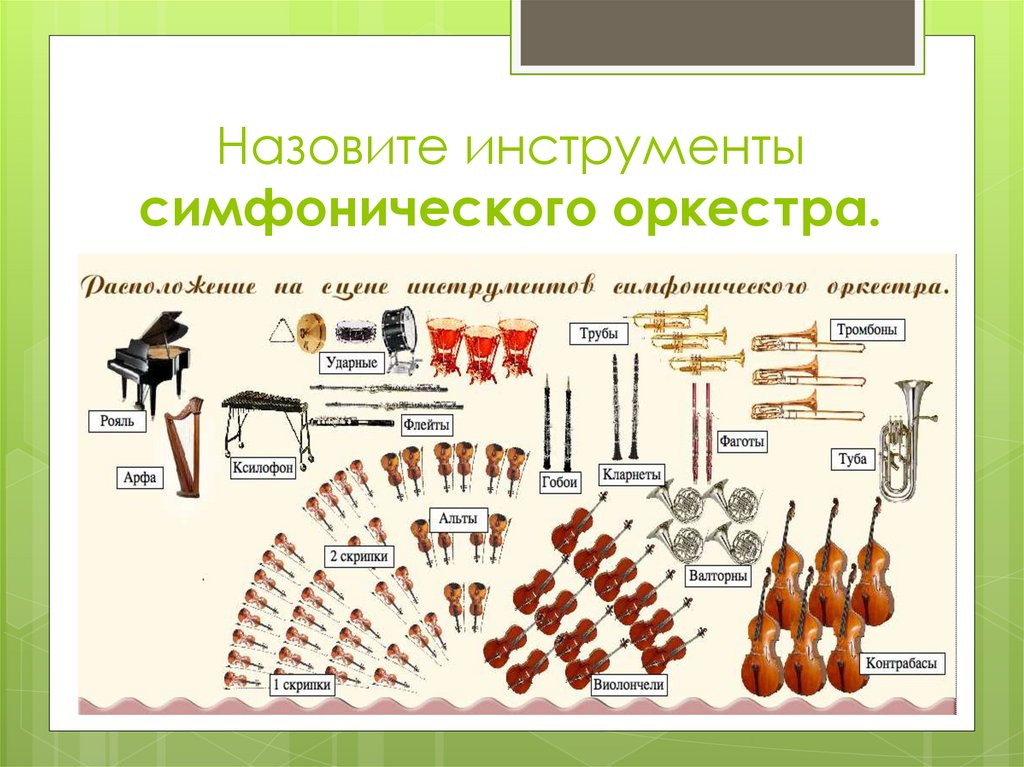 Назовите инструменты
симфонического оркестра.
Расположение на сцене инструментов симфонического оркестра.
Трубы
Тромбоны
Ударные
Рояль
Флейты
Фаготы
Туба
Арфа
Ксилофон
Гобои
Кларнеты
Альты
2 скрипки
Валторны
Контрабасы
1 скрипки
Виолончели